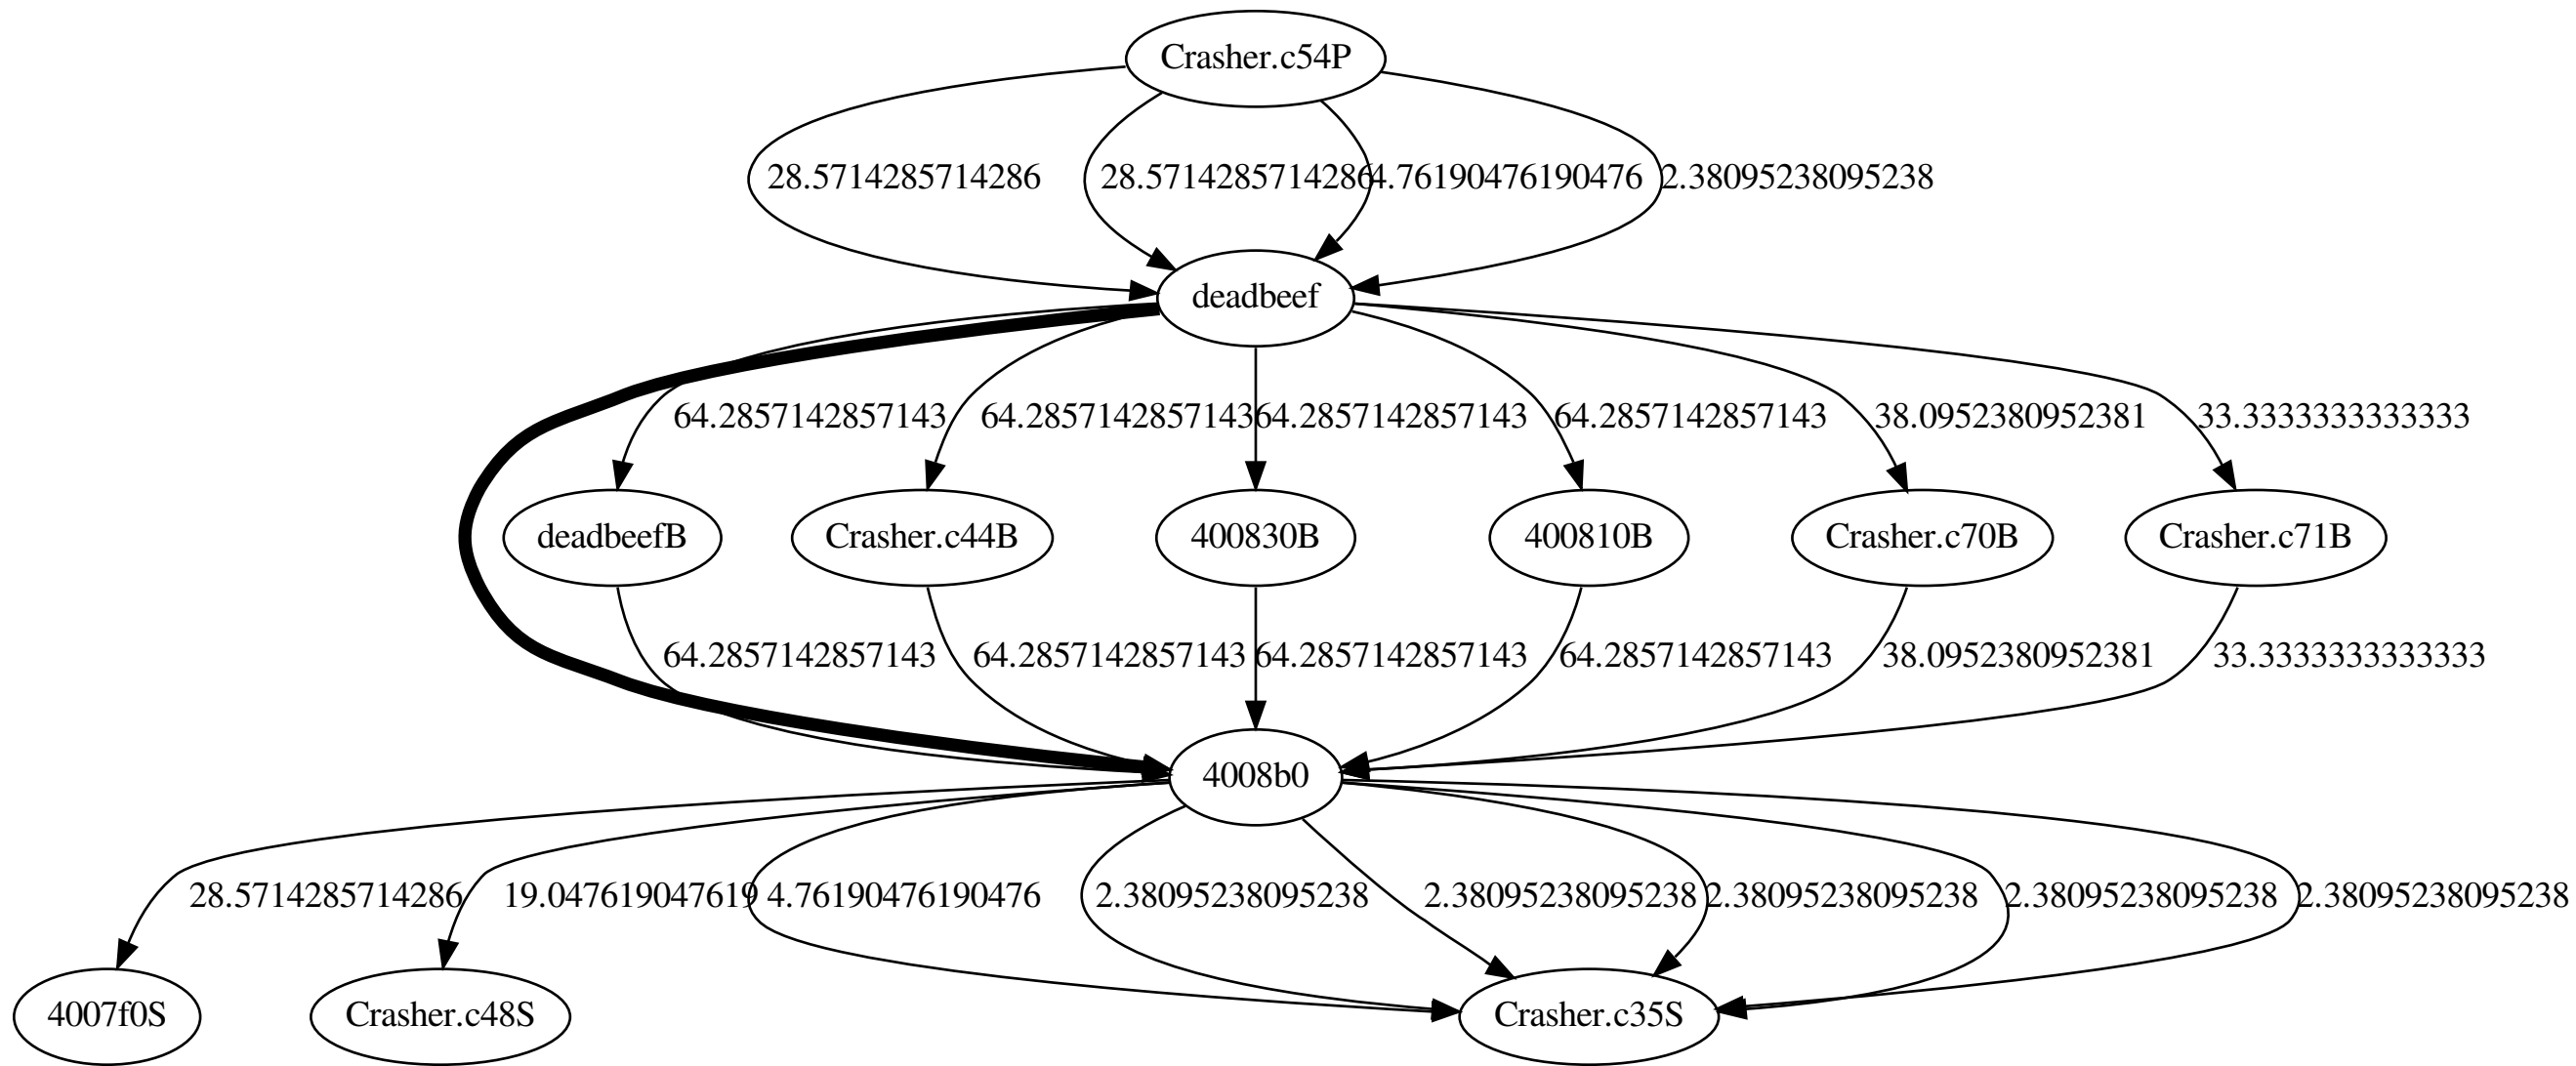 Crasher.c54P
28.5714285714286 28.5714285714286 4.76190476190476 2.38095238095238
deadbeef
64.2857142857143 64.2857142857143 64.2857142857143 64.2857142857143 38.0952380952381 33.3333333333333
deadbeefB Crasher.c44B 400830B 400810B Crasher.c70B Crasher.c71B
64.2857142857143 64.2857142857143 64.2857142857143 64.2857142857143 38.0952380952381 33.3333333333333
4008b0
28.5714285714286 19.047619047619 4.76190476190476 2.38095238095238 2.38095238095238 2.38095238095238 2.38095238095238 2.38095238095238
4007f0S Crasher.c48S Crasher.c35S